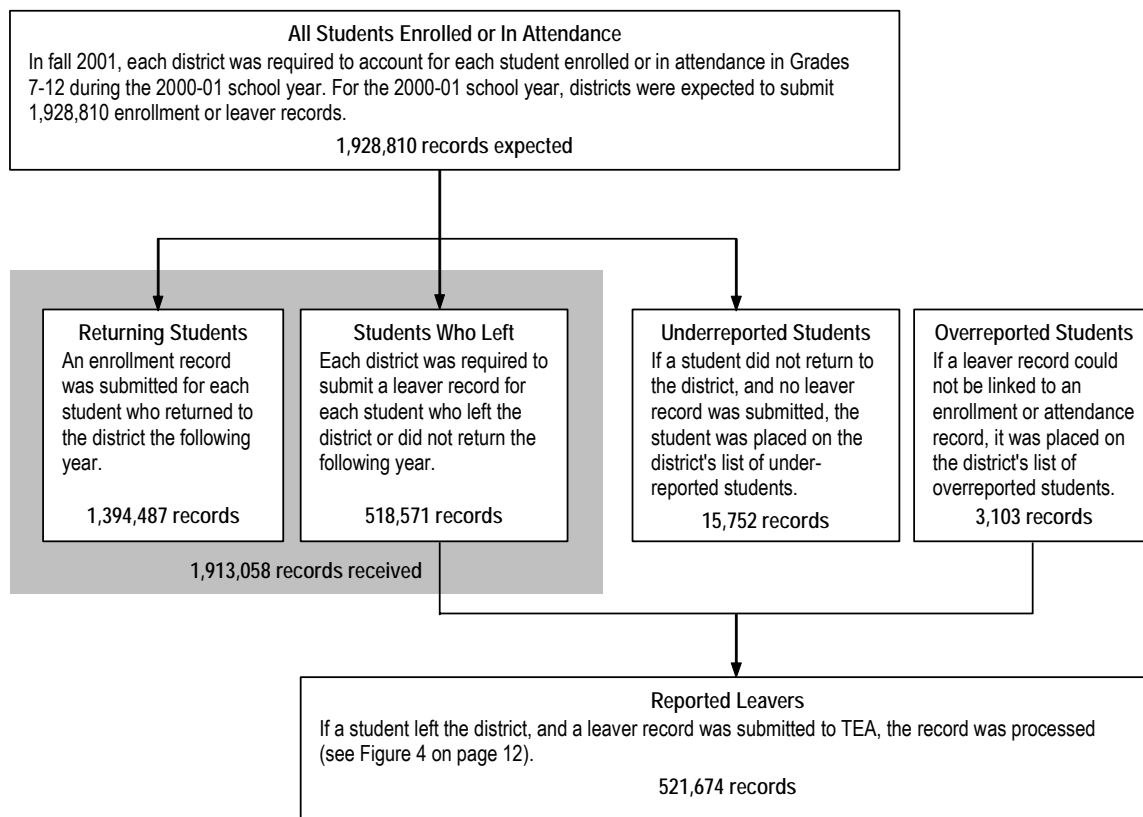 All Students Enrolled or In Attendance
In fall 2001, each district was required to account for each student enrolled or in attendance in Grades
7-12 during the 2000-01 school year. For the 2000-01 school year, districts were expected to submit
1,928,810 enrollment or leaver records.
1,928,810 records expected
Returning Students
An enrollment record
was submitted for each
student who returned to
the district the following
year.
1,394,487 records
Students Who Left
Each district was required to
submit a leaver record for
each student who left the
district or did not return the
following year.
518,571 records
1,913,058 records received
Underreported Students
If a student did not return to
the district, and no leaver
record was submitted, the
student was placed on the
district's list of under-
reported students.
15,752 records
Overreported Students
If a leaver record could
not be linked to an
enrollment or attendance
record, it was placed on
the district's list of
overreported students.
3,103 records
Reported Leavers
If a student left the district, and a leaver record was submitted to TEA, the record was processed
(see Figure 4 on page 12).
521,674 records